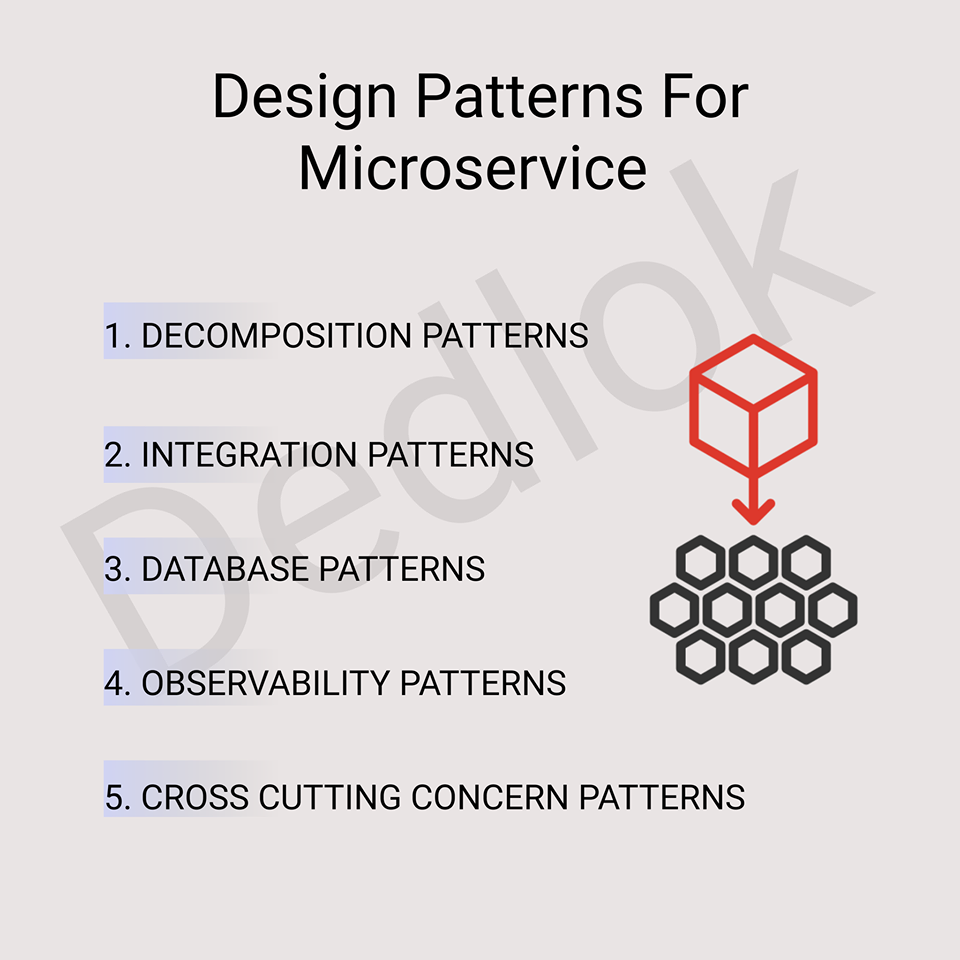 Design Patterns For
Microservice
1. DECOMPOSITION PATTERNS
2. INTEGRATION PATTERNS
3. DATABASE PATTERNS
4. OBSERVABILITY PATTERNS
5. CROSS CUTTING CONCERN PATTERNS
Dedlok